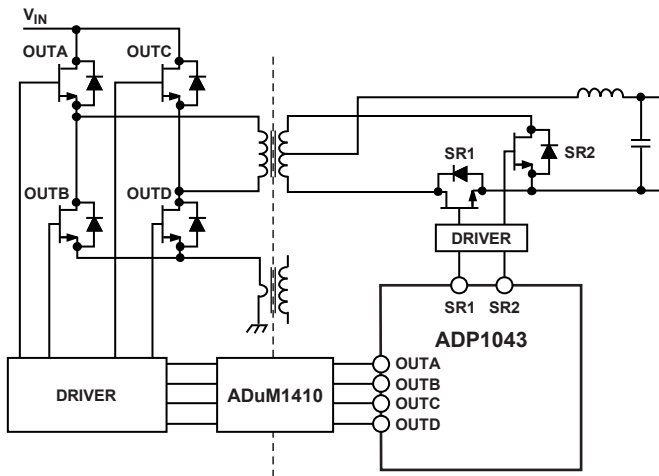 VIN
OUTA
OUTC
OUTB
OUTD
SR1
SR2
DRIVER
SR1
SR2
ADP1043
OUTA
OUTB
OUTC
OUTD
DRIVER
ADuM1410